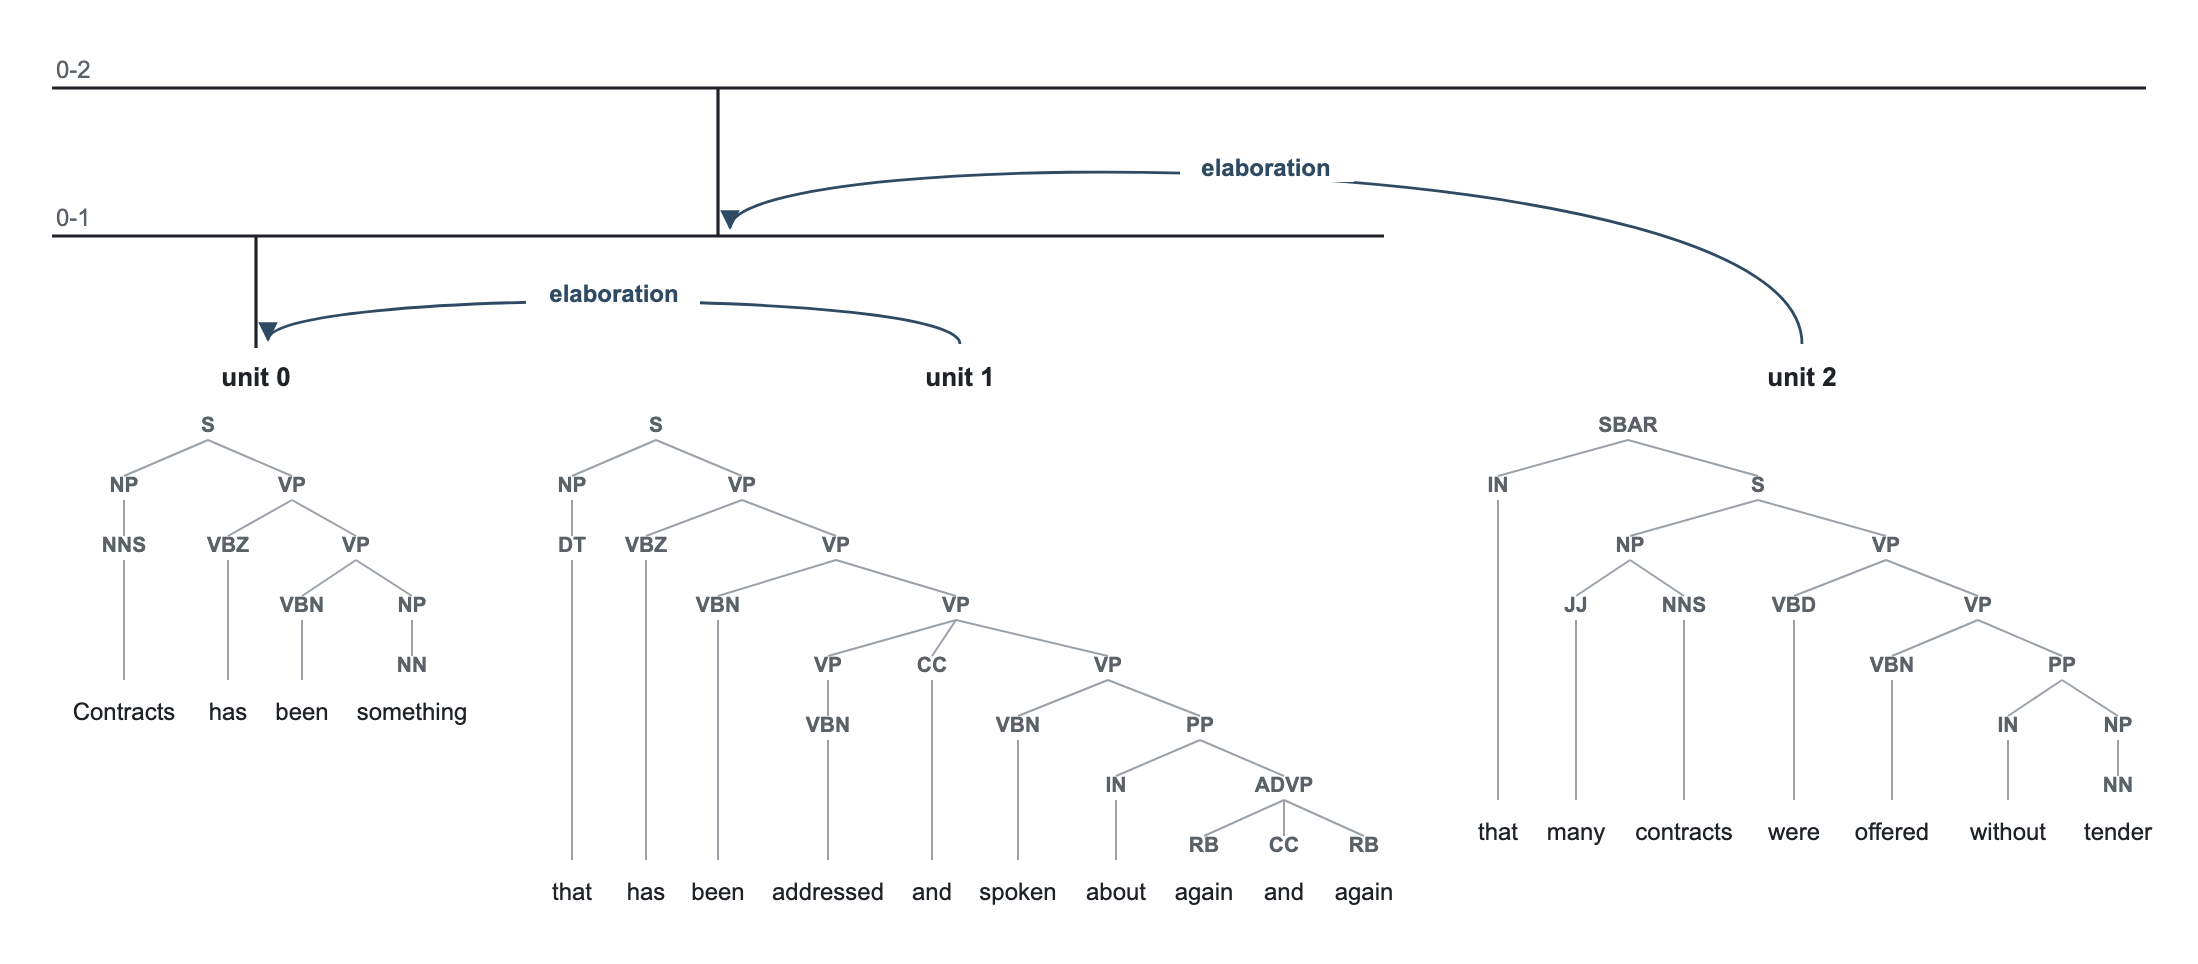 0-2
elaboration
0-1
elaboration
unit 0 unit 1 unit 2
S S SBAR
NP VP NP VP IN S
NNS VBZ VP DT VBZ VP NP VP
VBN NP VBN VP JJ NNS VBD VP
NN VP CC VP VBN PP
Contracts has been something VBN VBN PP IN NP
IN ADVP NN
that many contracts were offered without tender
RB CC RB
that has been addressed and spoken about again and again